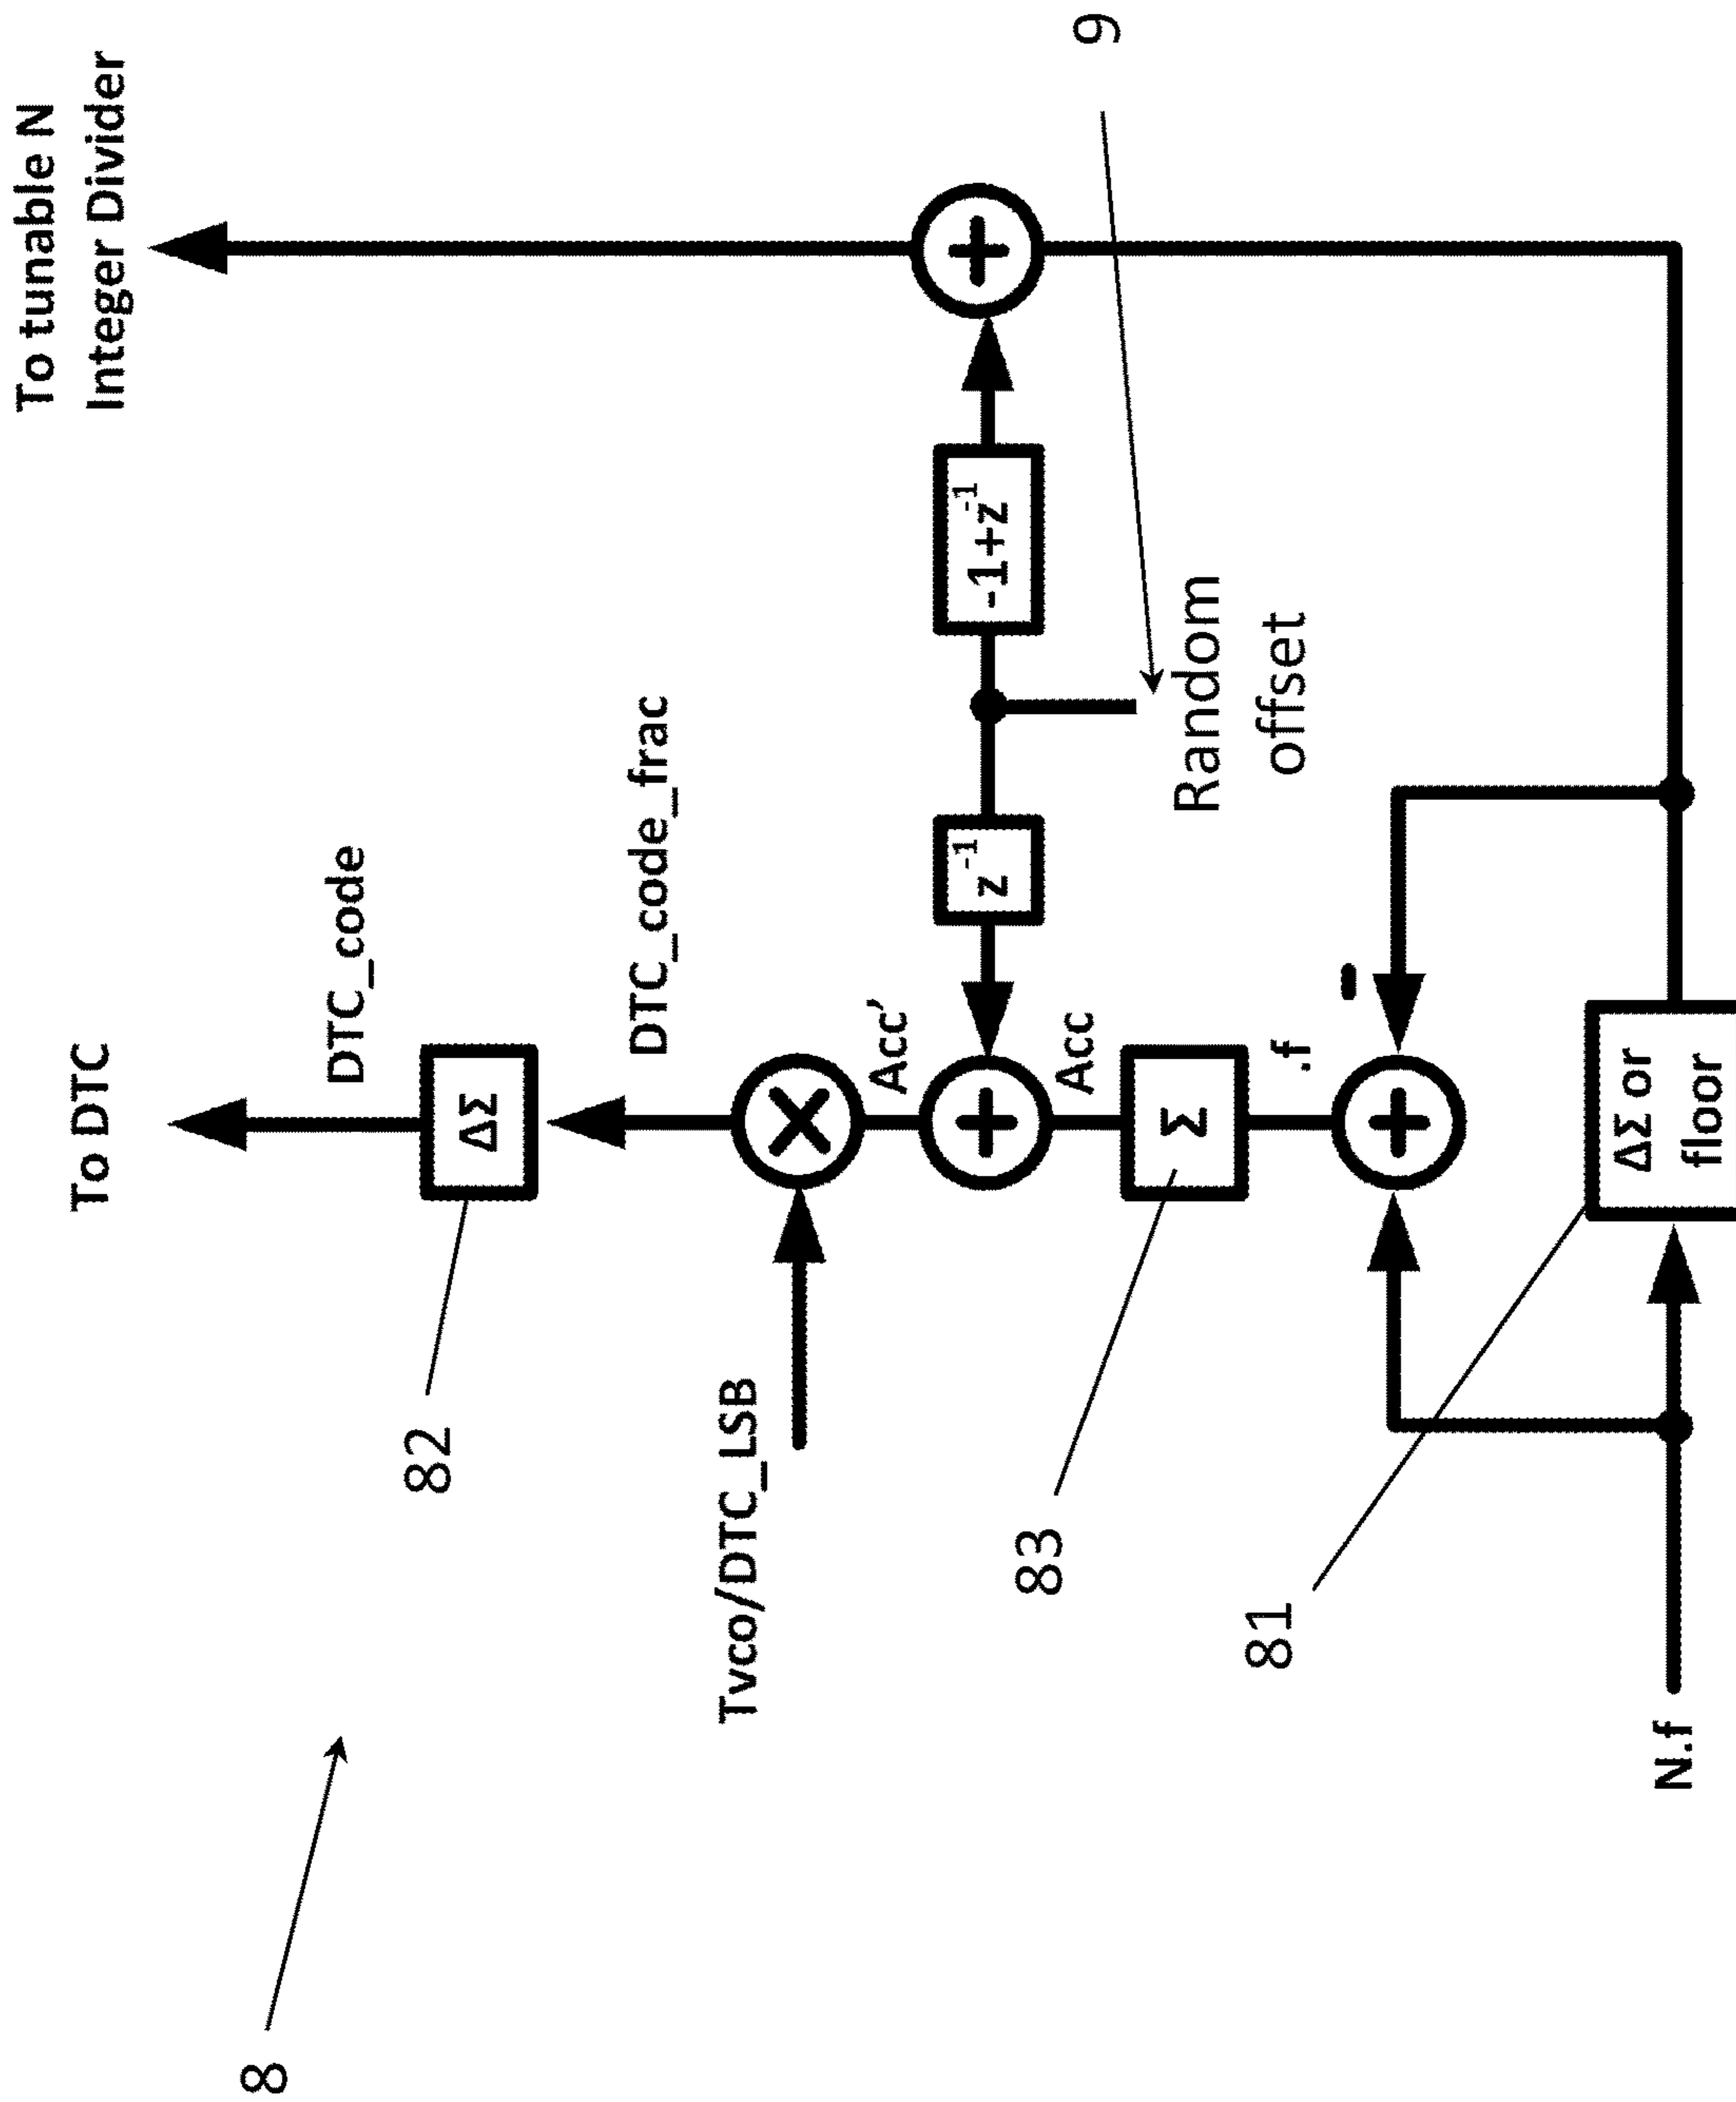 To tunable N
Integer Divider
To DTC
DTC_code
DTC_code_frac
ΔΣ
82
Tvco/DTC_LSB
Acc'
z⁻¹
-1+z⁻¹
9
Random
offset
Acc
Σ
83
.f
-
81
ΔΣ or
floor
N.f
8
+
+
+
×